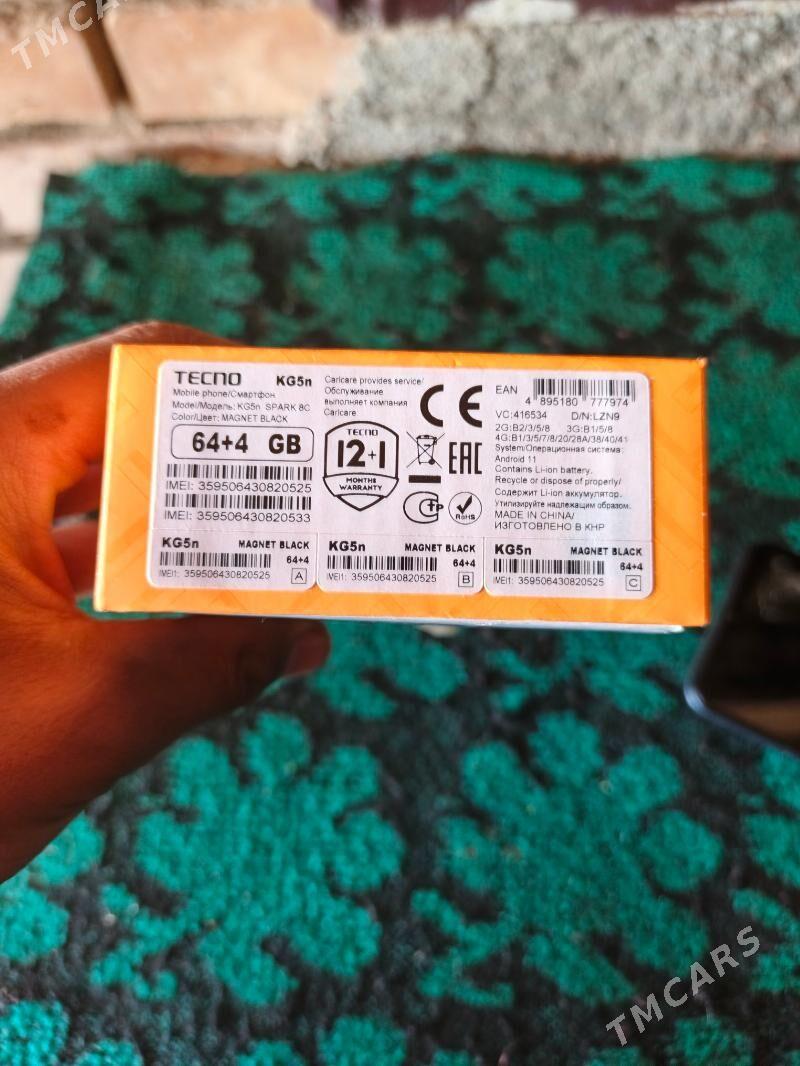 TMCARS
TECNO KG5n
Mobile phone/Смартфон
Model/Модель: KG5n SPARK 8C
Color/Цвет: MAGNET BLACK
64+4 GB
IMEI: 359506430820525
IMEI: 359506430820533
Carlcare provides service/
Обслуживание
выполняет компания
Carlcare
TECNO
12+1
MONTHS
WARRANTY
CE
EAC
RoHS
EAN
4 895180 777974
VC:416534 D/N:LZN9
2G:B2/3/5/8 3G:B1/5/8
4G:B1/3/5/7/8/20/28A/38/40/41
System/Операционная система:
Android 11
Contains Li-ion battery.
Recycle or dispose of properly/
Содержит Li-ion аккумулятор.
Утилизируйте надлежащим образом.
MADE IN CHINA/
ИЗГОТОВЛЕНО В КНР
KG5n MAGNET BLACK
64+4
IMEI1: 359506430820525 A
KG5n MAGNET BLACK
64+4
IMEI1: 359506430820525 B
KG5n MAGNET BLACK
64+4
IMEI1: 359506430820525 C
TMCARS